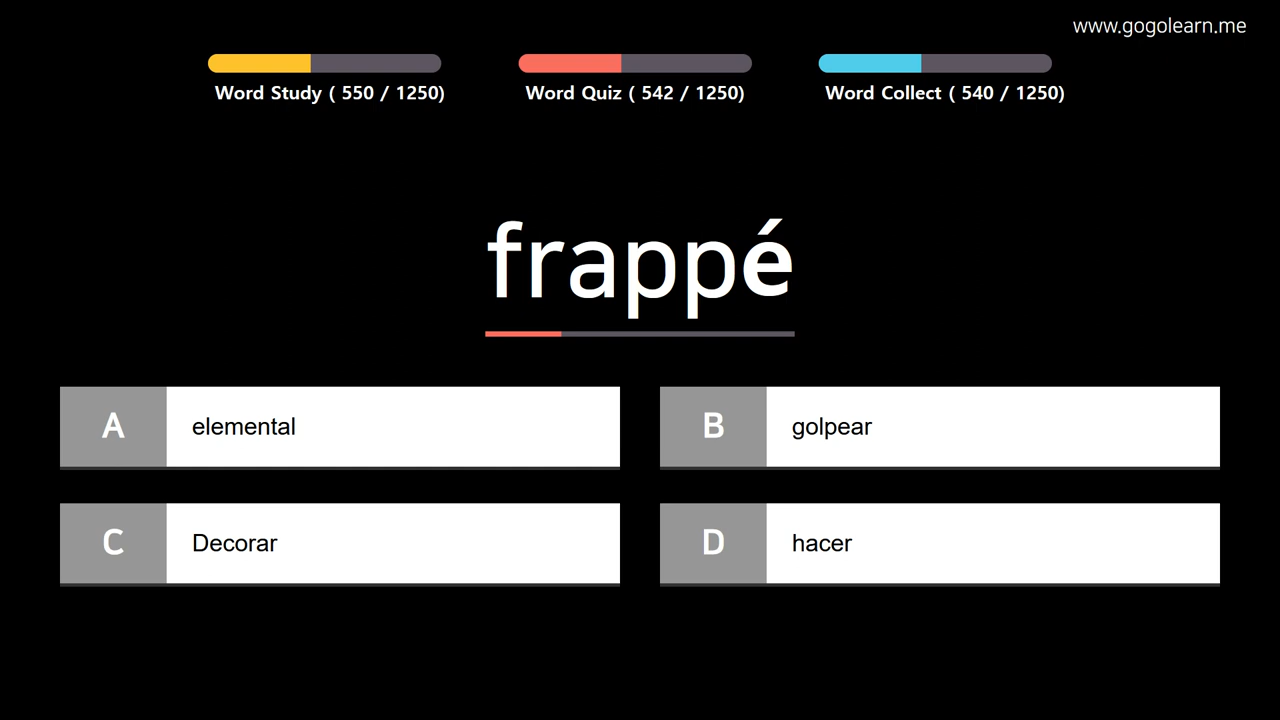 www.gogolearn.me
Word Study ( 550 / 1250)
Word Quiz ( 542 / 1250)
Word Collect ( 540 / 1250)
frappé
A elemental
B golpear
C Decorar
D hacer